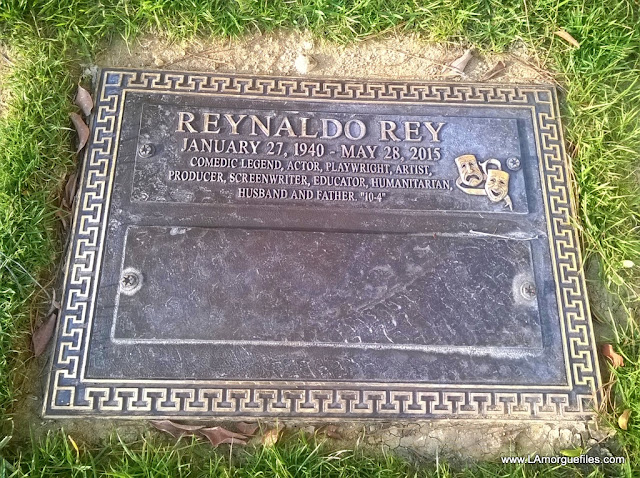 REYNALDO REY
JANUARY 27, 1940 - MAY 28, 2015
COMEDIC LEGEND, ACTOR, PLAYWRIGHT, ARTIST,
PRODUCER, SCREENWRITER, EDUCATOR, HUMANITARIAN,
HUSBAND AND FATHER. "10-4"
www.LAmorguefiles.com